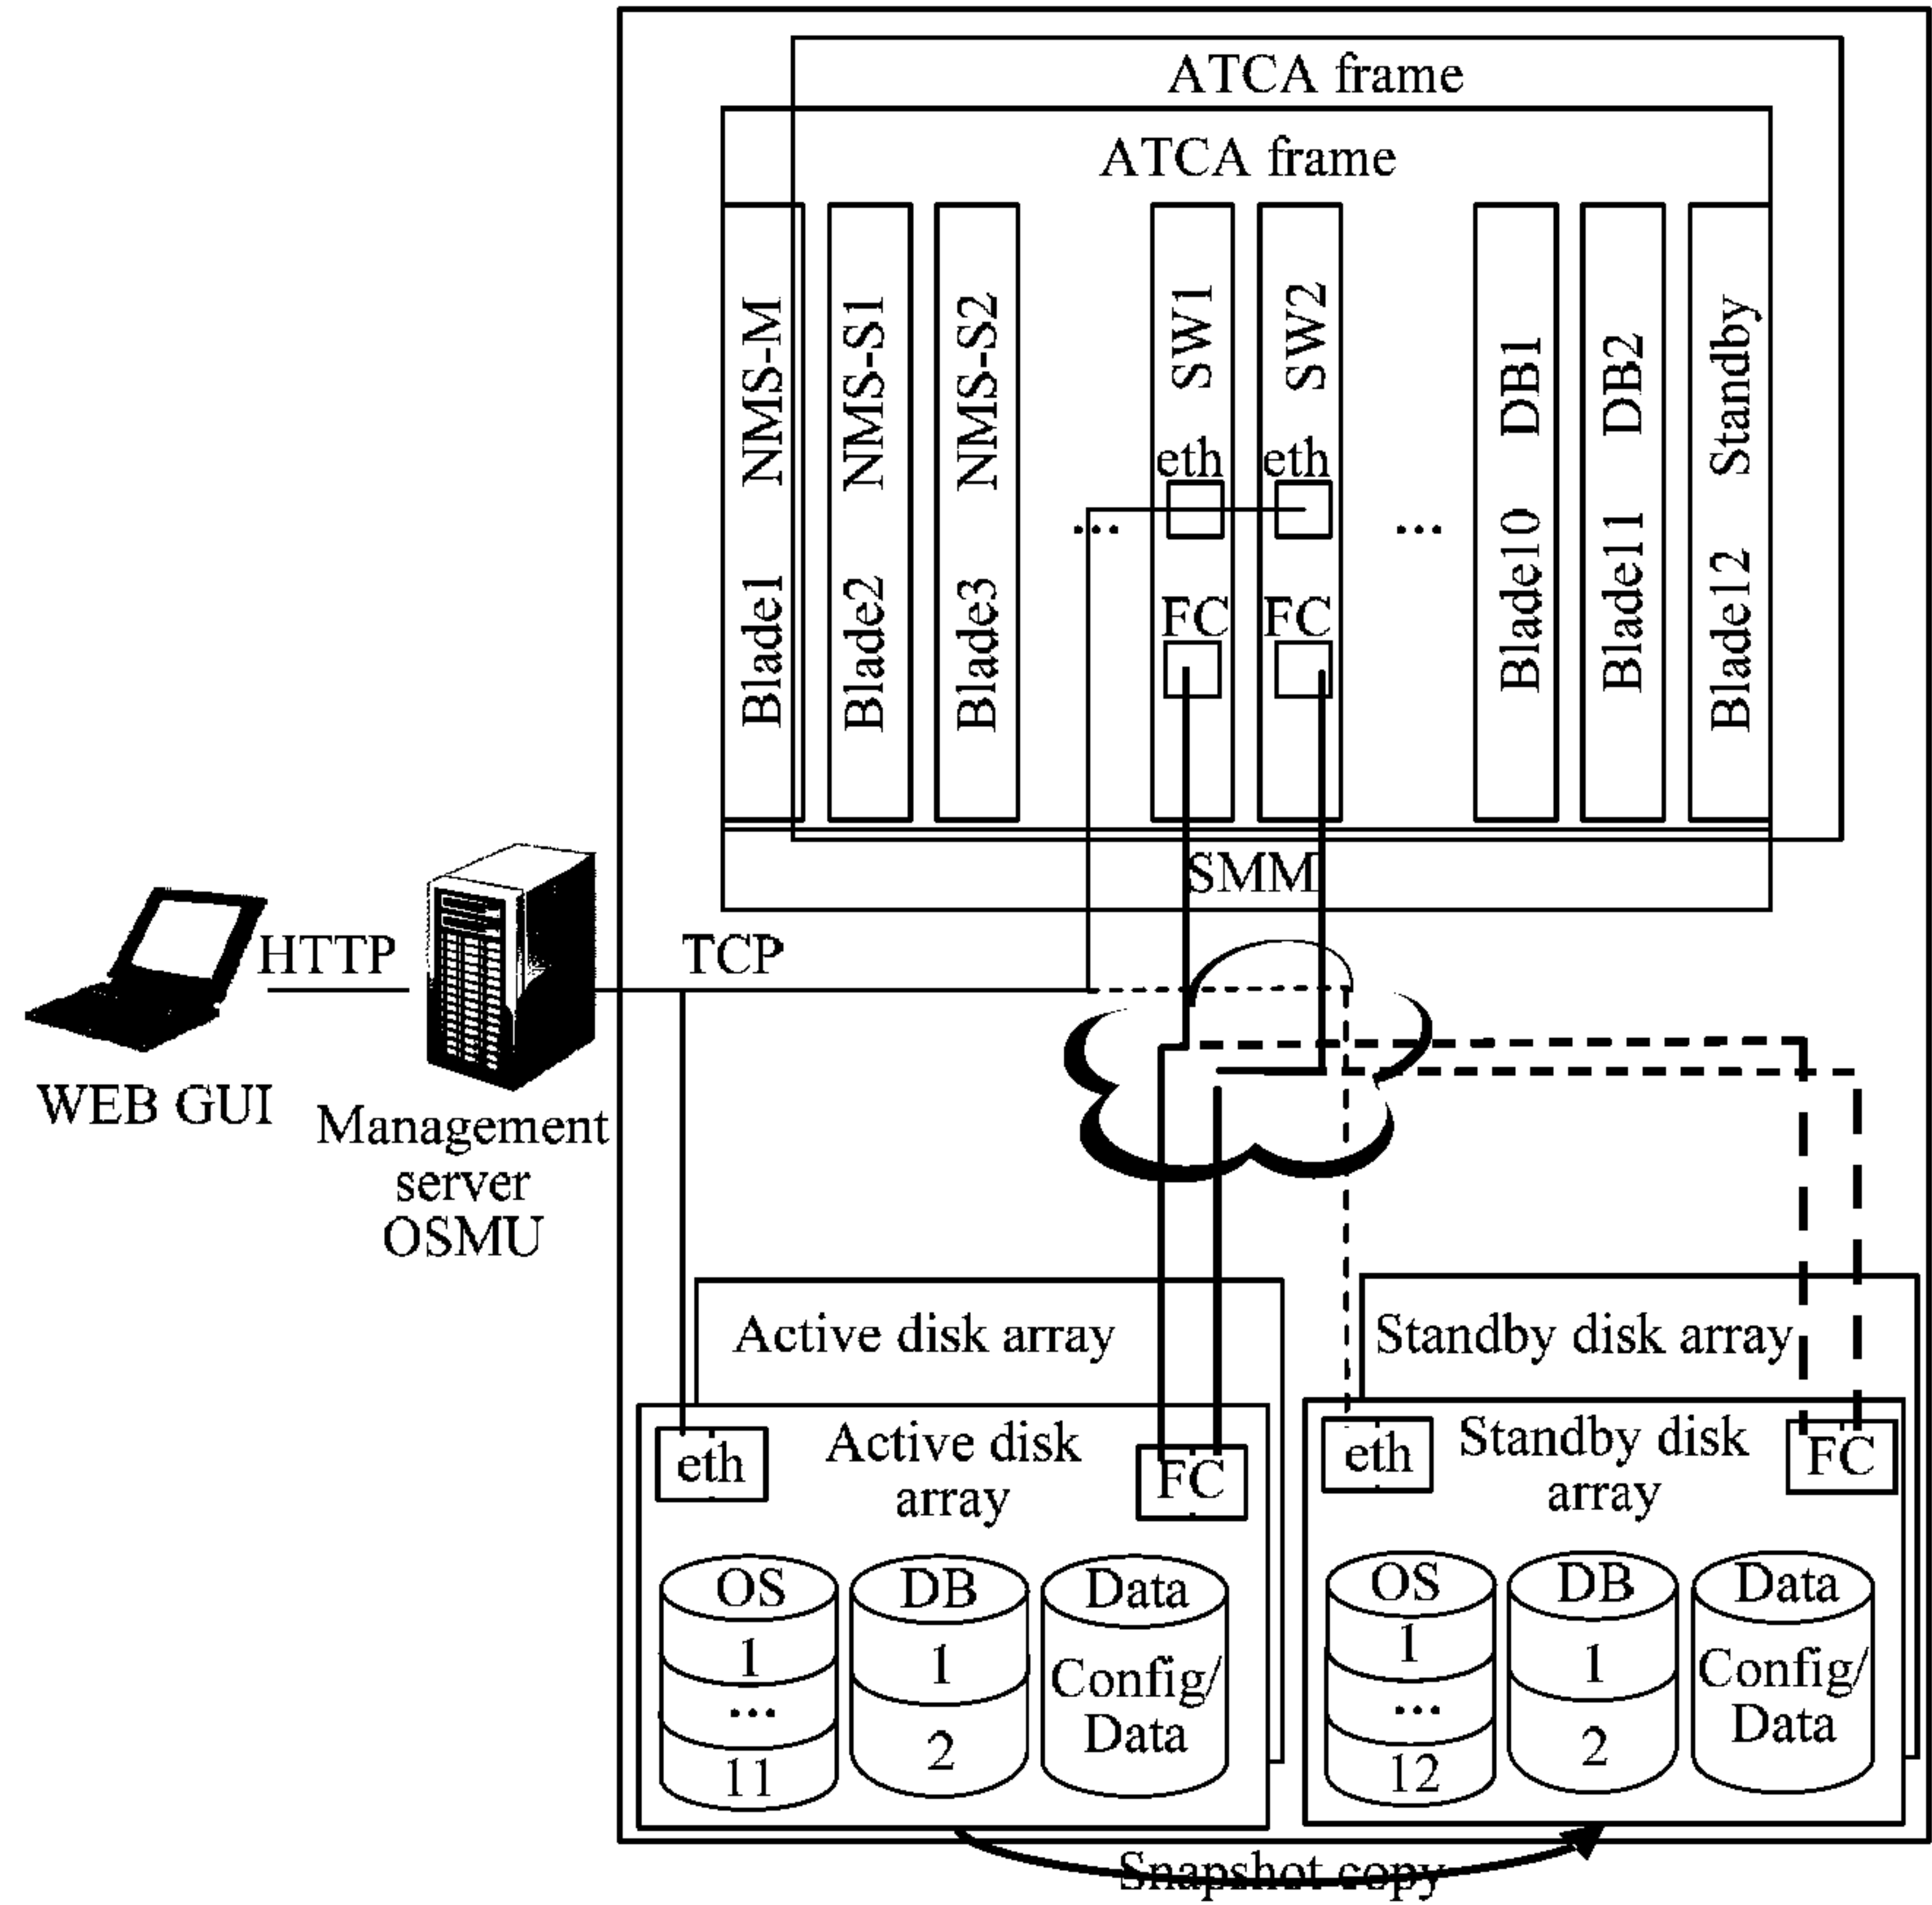 ATCA frame
ATCA frame
Blade1 NMS-M
Blade2 NMS-S1
Blade3 NMS-S2
...
SW1
eth
FC
SW2
eth
FC
...
Blade10 DB1
Blade11 DB2
Blade12 Standby
SMM
HTTP
TCP
WEB GUI
Management
server
OSMU
Active disk array
Standby disk array
eth
Active disk
array
FC
eth
Standby disk
array
FC
OS
1
...
11
DB
1
2
Data
Config/
Data
OS
1
...
12
DB
1
2
Data
Config/
Data
Snapshot copy